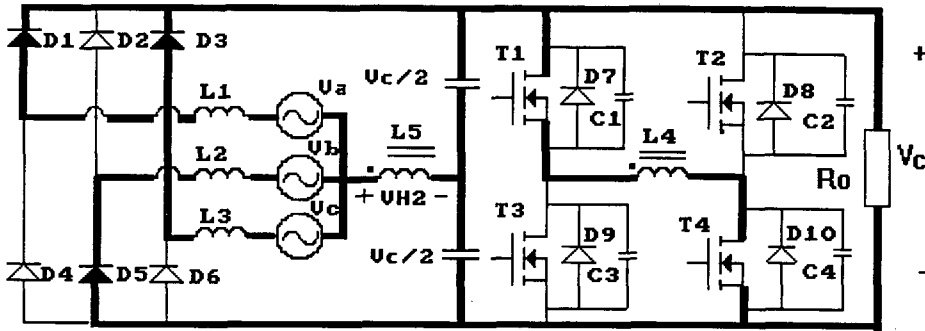 D1 D2 D3
T1
T2
Vc/2
D7
D8
+
L1
Va
C1
C2
L5
L4
L2
Vb
Vc
+ VH2 -
Ro
L3
Vc
T3
T4
D9
D10
Vc/2
C3
C4
D4 D5 D6
-